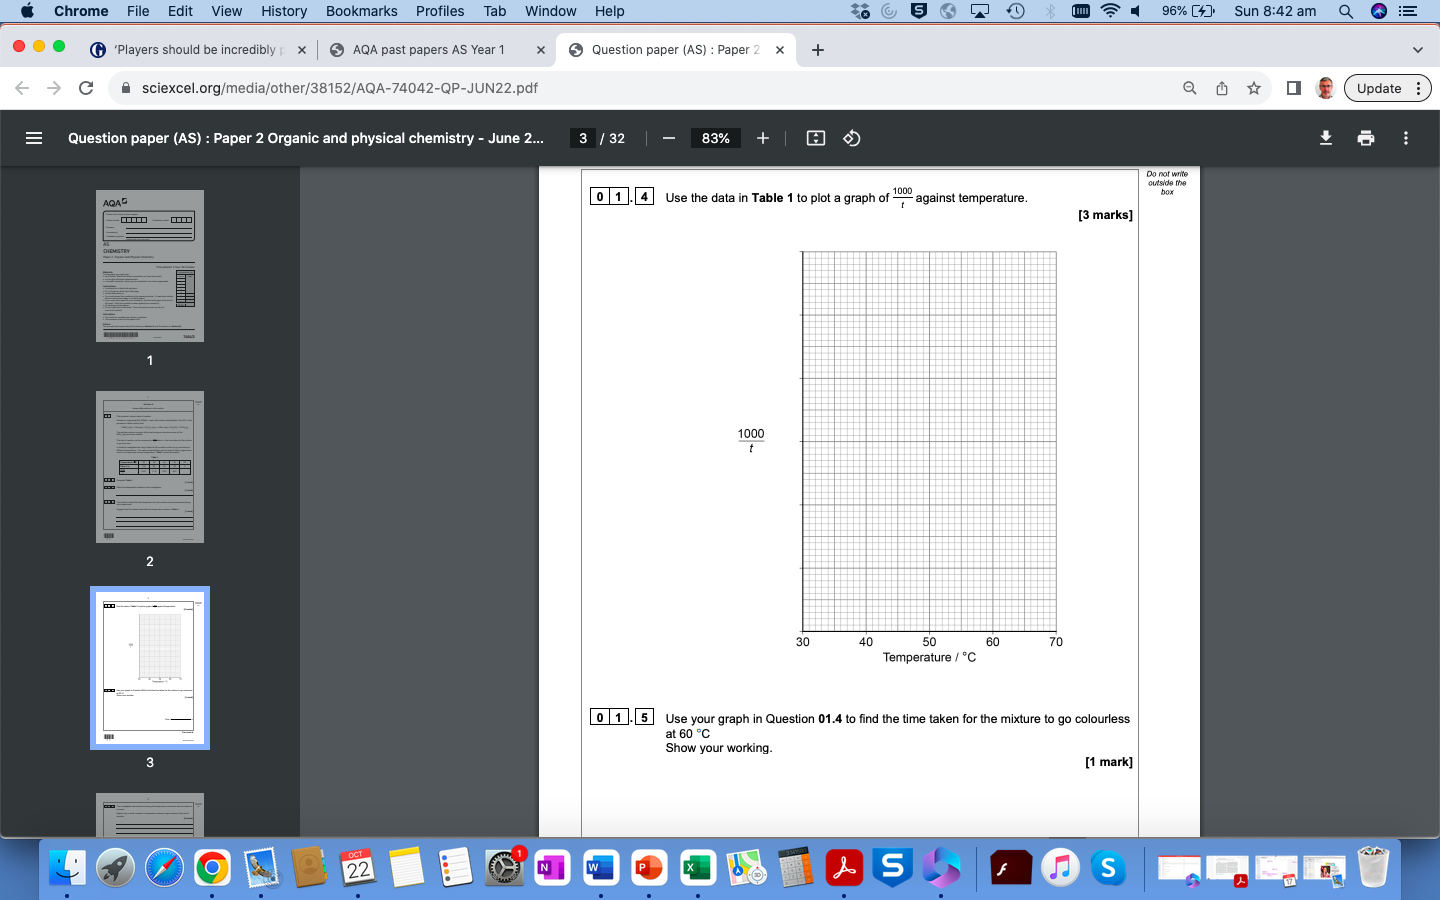 Chrome File Edit View History Bookmarks Profiles Tab Window Help 96% Sun 8:42 am
'Players should be incredibly p
AQA past papers AS Year 1
Question paper (AS) : Paper 2
sciexcel.org/media/other/38152/AQA-74042-QP-JUN22.pdf
Update
Question paper (AS) : Paper 2 Organic and physical chemistry - June 2...
3 / 32
83%
AQA
CHEMISTRY
1
2
3
Do not write
outside the
box
0 1 . 4 Use the data in Table 1 to plot a graph of 1000/t against temperature.
[3 marks]
1000
t
30 40 50 60 70
Temperature / °C
0 1 . 5 Use your graph in Question 01.4 to find the time taken for the mixture to go colourless
at 60 °C
Show your working.
[1 mark]
OCT
22
1